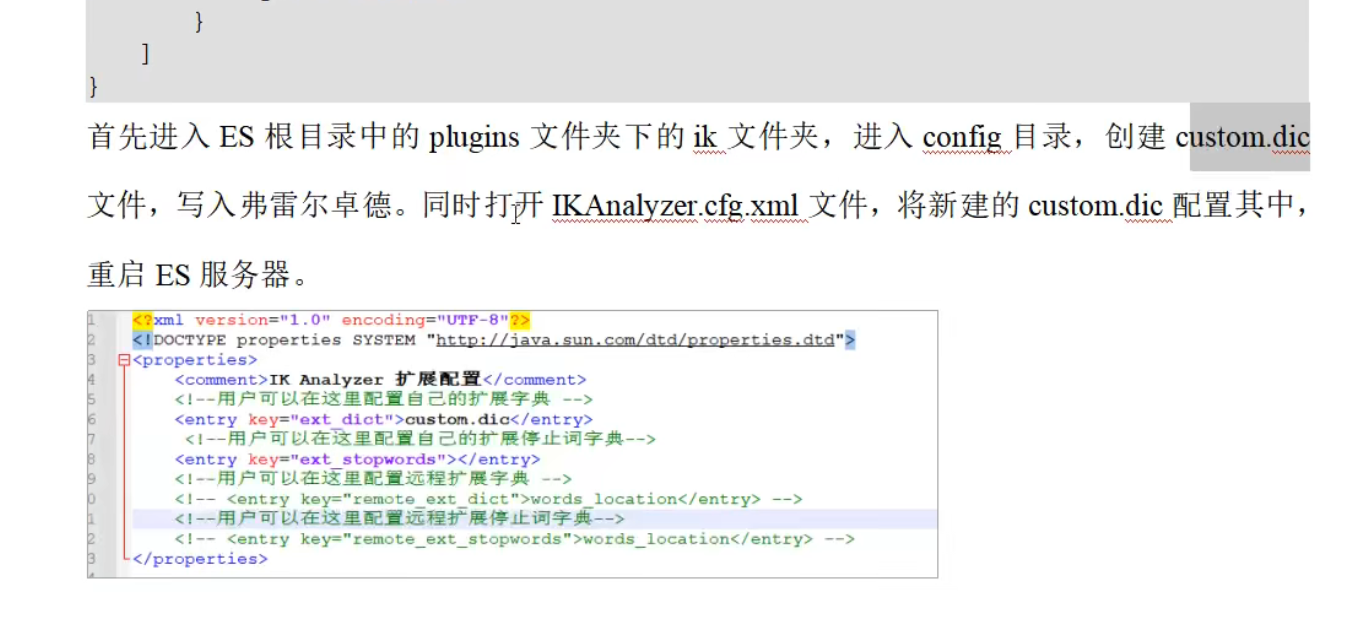 }
]
}
首先进入 ES 根目录中的 plugins 文件夹下的 ik 文件夹，进入 config 目录，创建 custom.dic
文件，写入弗雷尔卓德。同时打开 IKAnalyzer.cfg.xml 文件，将新建的 custom.dic 配置其中，
重启 ES 服务器。
1 <?xml version="1.0" encoding="UTF-8"?>
2 <!DOCTYPE properties SYSTEM "http://java.sun.com/dtd/properties.dtd">
3 <properties>
4 <comment>IK Analyzer 扩展配置</comment>
5 <!--用户可以在这里配置自己的扩展字典 -->
6 <entry key="ext_dict">custom.dic</entry>
7 <!--用户可以在这里配置自己的扩展停止词字典-->
8 <entry key="ext_stopwords"></entry>
9 <!--用户可以在这里配置远程扩展字典 -->
0 <!-- <entry key="remote_ext_dict">words_location</entry> -->
1 <!--用户可以在这里配置远程扩展停止词字典-->
2 <!-- <entry key="remote_ext_stopwords">words_location</entry> -->
3 </properties>